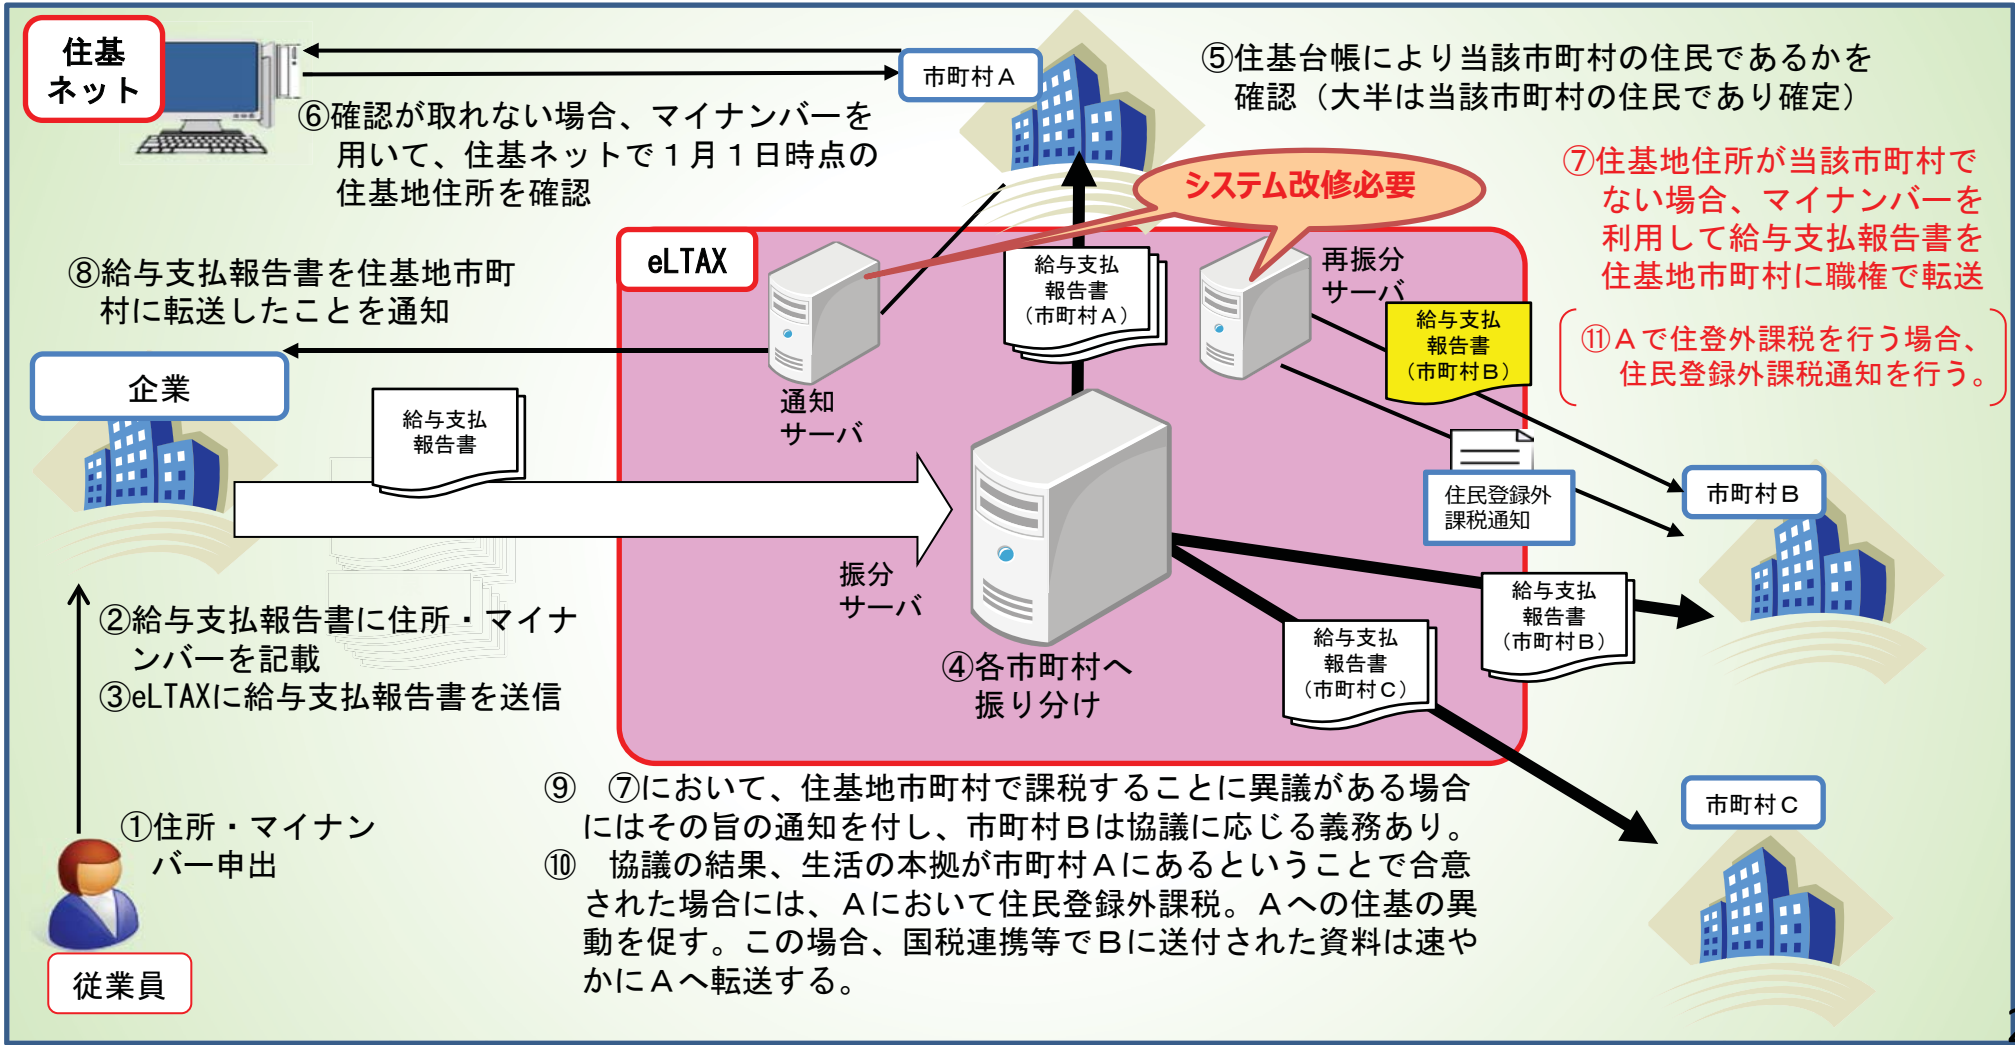 住基
ネット
市町村Ａ
⑤住基台帳により当該市町村の住民であるかを
確認（大半は当該市町村の住民であり確定）
⑥確認が取れない場合、マイナンバーを
用いて、住基ネットで１月１日時点の
住基地住所を確認
システム改修必要
⑦住基地住所が当該市町村で
ない場合、マイナンバーを
利用して給与支払報告書を
住基地市町村に職権で転送
⑪Ａで住登外課税を行う場合、
住民登録外課税通知を行う。
eLTAX
⑧給与支払報告書を住基地市町
村に転送したことを通知
給与支払
報告書
（市町村Ａ）
再振分
サーバ
給与支払
報告書
（市町村Ｂ）
企業
給与支払
報告書
通知
サーバ
住民登録外
課税通知
市町村Ｂ
振分
サーバ
給与支払
報告書
（市町村Ｂ）
給与支払
報告書
（市町村Ｃ）
②給与支払報告書に住所・マイナ
ンバーを記載
③eLTAXに給与支払報告書を送信
④各市町村へ
振り分け
市町村Ｃ
①住所・マイナン
バー申出
従業員
⑨　⑦において、住基地市町村で課税することに異議がある場合
にはその旨の通知を付し、市町村Ｂは協議に応じる義務あり。
⑩　協議の結果、生活の本拠が市町村Ａにあるということで合意
された場合には、Ａにおいて住民登録外課税。Ａへの住基の異
動を促す。この場合、国税連携等でＢに送付された資料は速や
かにＡへ転送する。